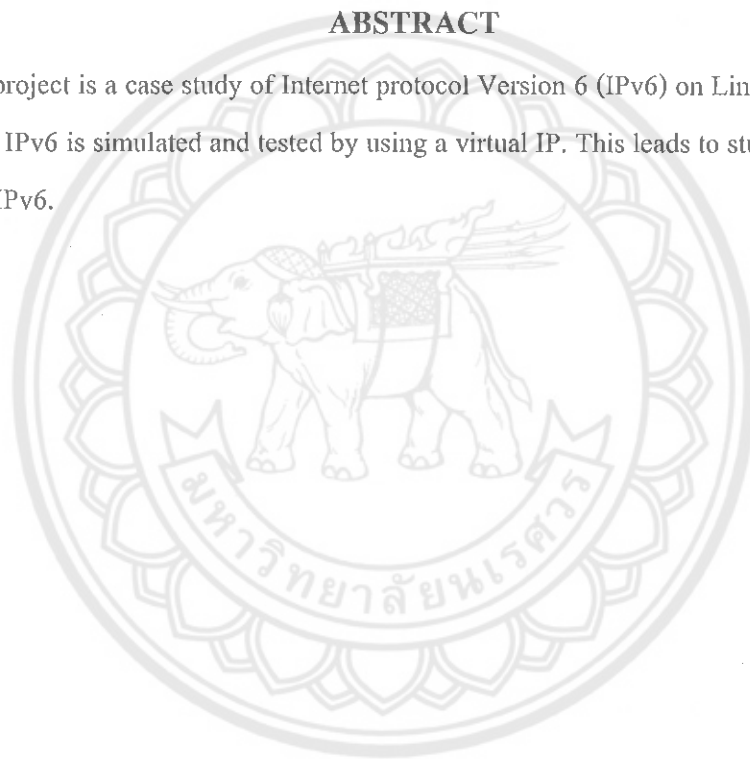 ABSTRACT
project is a case study of Internet protocol Version 6 (IPv6) on Lin
IPv6 is simulated and tested by using a virtual IP. This leads to stu
IPv6.
มหาวิทยาลัยนเรศวร